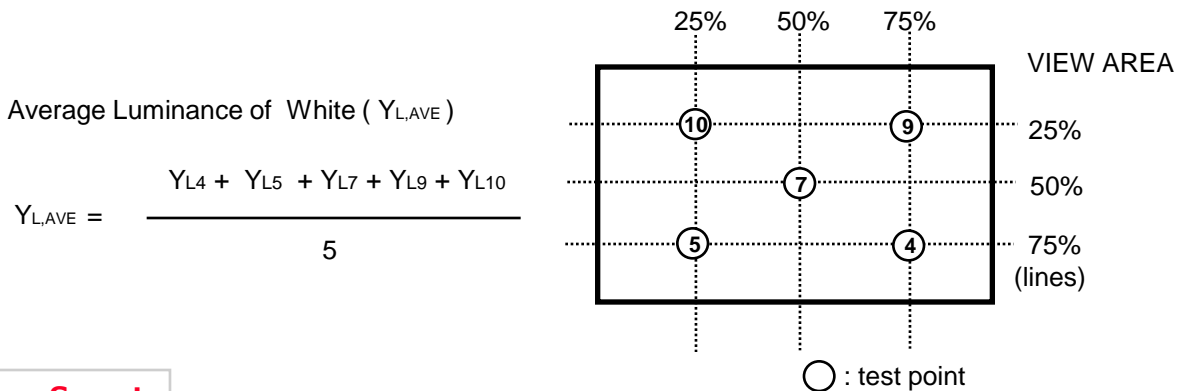 25% 50% 75%
VIEW AREA
Average Luminance of White ( YL,AVE )
10 9 25%
YL4 + YL5 + YL7 + YL9 + YL10
7 50%
YL,AVE =
5
5 4 75%
(lines)
: test point